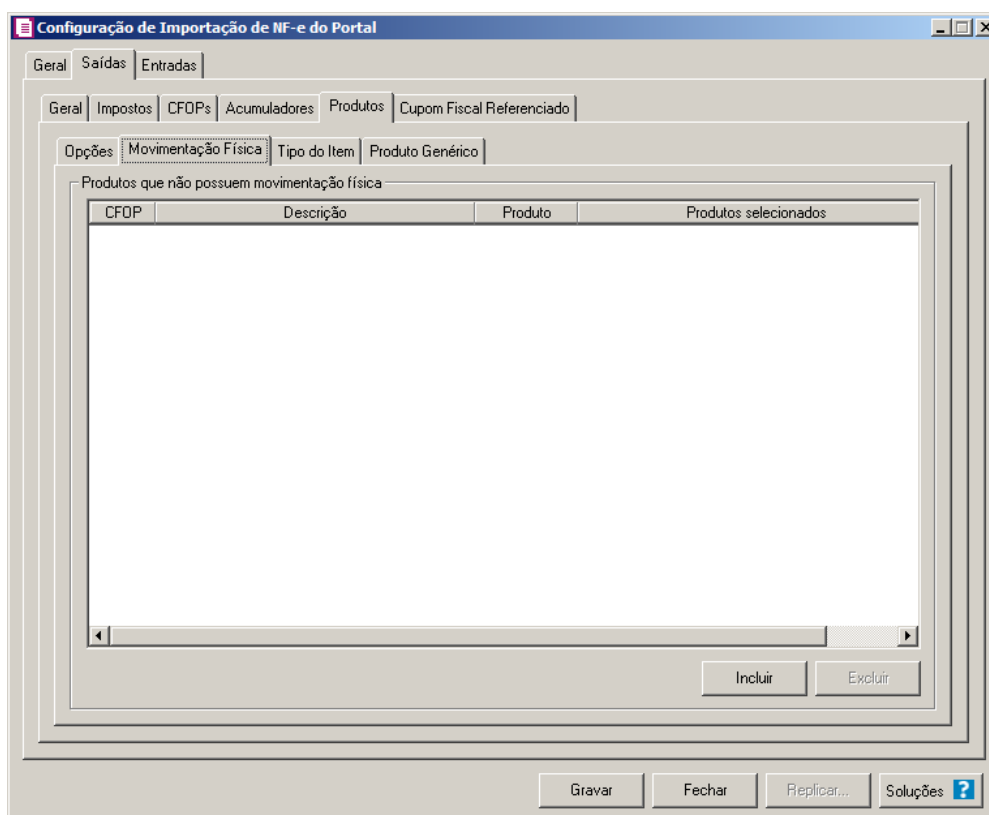 Configuração de Importação de NF-e do Portal
Geral Saídas Entradas
Geral Impostos CFOPs Acumuladores Produtos Cupom Fiscal Referenciado
Opções Movimentação Física Tipo do Item Produto Genérico
Produtos que não possuem movimentação física
CFOP Descrição Produto Produtos selecionados
Incluir Excluir
Gravar Fechar Replicar... Soluções ?